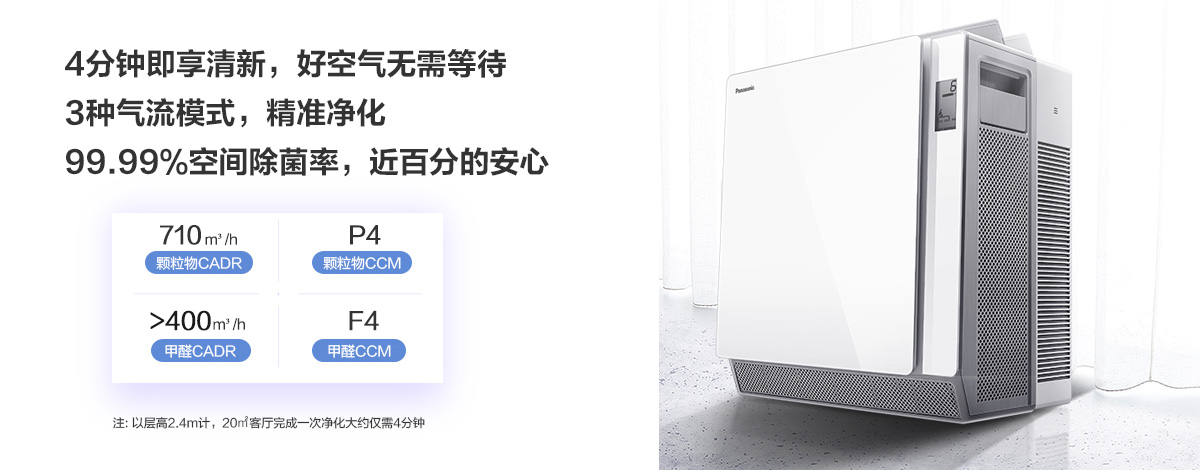 4分钟即享清新，好空气无需等待
3种气流模式，精准净化
99.99%空间除菌率，近百分的安心
710m³/h
颗粒物CADR
P4
颗粒物CCM
>400m³/h
甲醛CADR
F4
甲醛CCM
注: 以层高2.4m计，20㎡客厅完成一次净化大约仅需4分钟
Panasonic
6